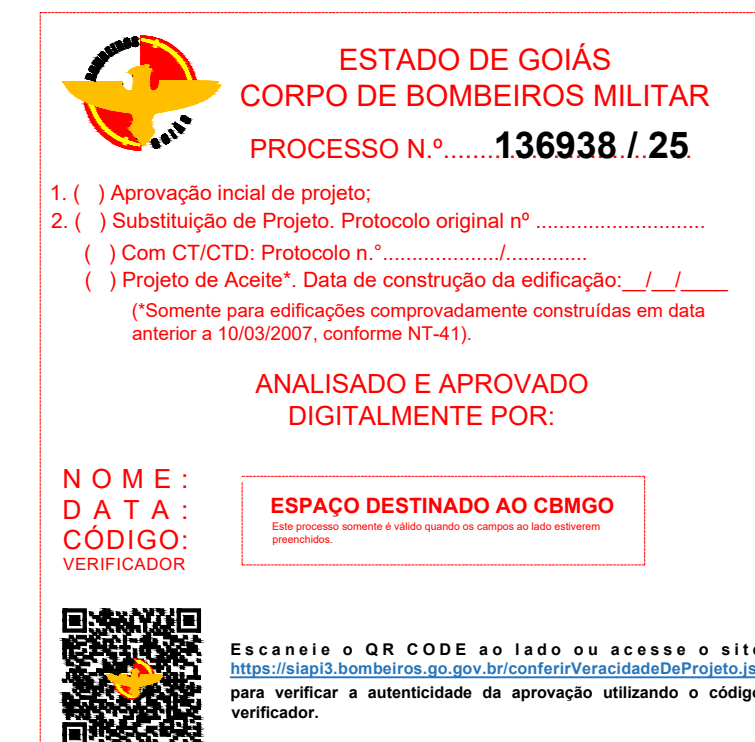 BOMBEIROS
GOIÁS
ESTADO DE GOIÁS
CORPO DE BOMBEIROS MILITAR
PROCESSO N.º.......136938 / 25
1. ( ) Aprovação incial de projeto;
2. ( ) Substituição de Projeto. Protocolo original nº .............................
( ) Com CT/CTD: Protocolo n.°..................../..............
( ) Projeto de Aceite*. Data de construção da edificação:__/__/____
(*Somente para edificações comprovadamente construídas em data
anterior a 10/03/2007, conforme NT-41).
ANALISADO E APROVADO
DIGITALMENTE POR:
NOME:
DATA:
CÓDIGO:
VERIFICADOR
ESPAÇO DESTINADO AO CBMGO
Este processo somente é válido quando os campos ao lado estiverem
preenchidos.
Escaneie o QR CODE ao lado ou acesse o site
https://siapi3.bombeiros.go.gov.br/conferirVeracidadeDeProjeto.js
para verificar a autenticidade da aprovação utilizando o código
verificador.